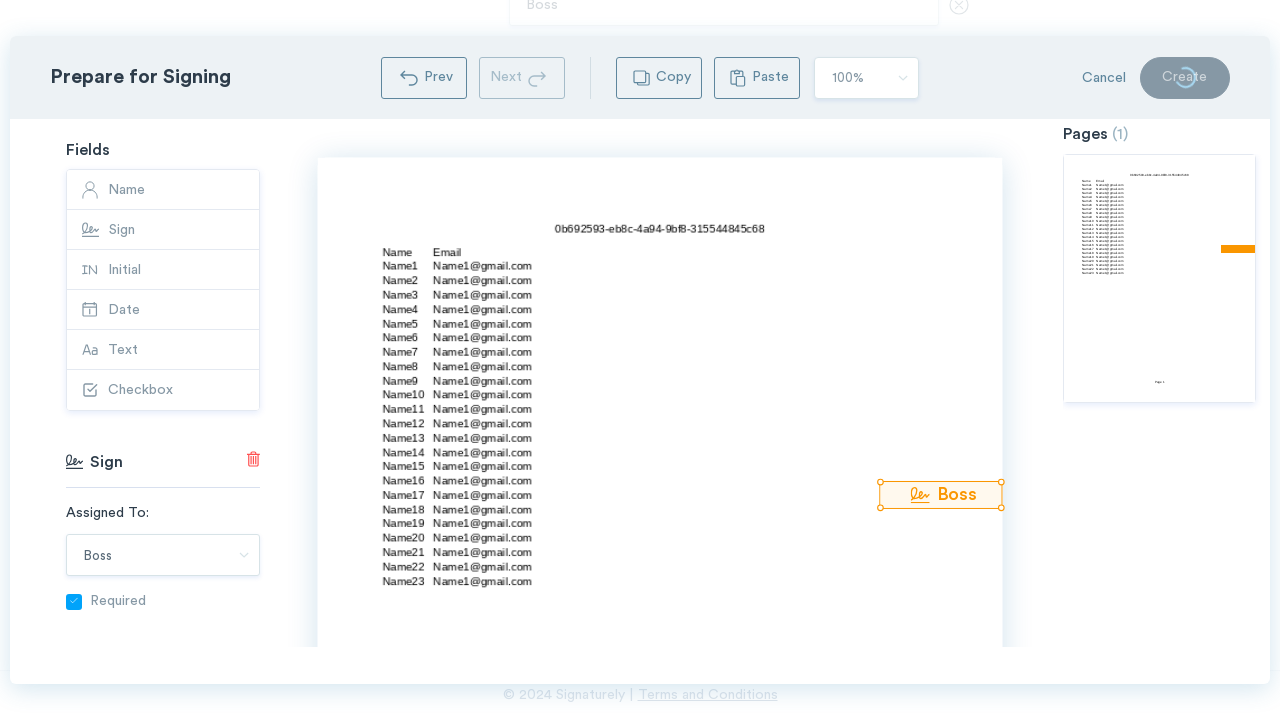 Boss
Prepare for Signing
Prev
Next
Copy
Paste
100%
Cancel
Create
Fields
Name
Sign
Initial
Date
Text
Checkbox
Sign
Assigned To:
Boss
Required
0b692593-eb8c-4a94-9bf8-315544845c68
Name Email
Name1 Name1@gmail.com
Name2 Name1@gmail.com
Name3 Name1@gmail.com
Name4 Name1@gmail.com
Name5 Name1@gmail.com
Name6 Name1@gmail.com
Name7 Name1@gmail.com
Name8 Name1@gmail.com
Name9 Name1@gmail.com
Name10 Name1@gmail.com
Name11 Name1@gmail.com
Name12 Name1@gmail.com
Name13 Name1@gmail.com
Name14 Name1@gmail.com
Name15 Name1@gmail.com
Name16 Name1@gmail.com
Name17 Name1@gmail.com
Name18 Name1@gmail.com
Name19 Name1@gmail.com
Name20 Name1@gmail.com
Name21 Name1@gmail.com
Name22 Name1@gmail.com
Name23 Name1@gmail.com
Boss
Pages (1)
© 2024 Signaturely | Terms and Conditions